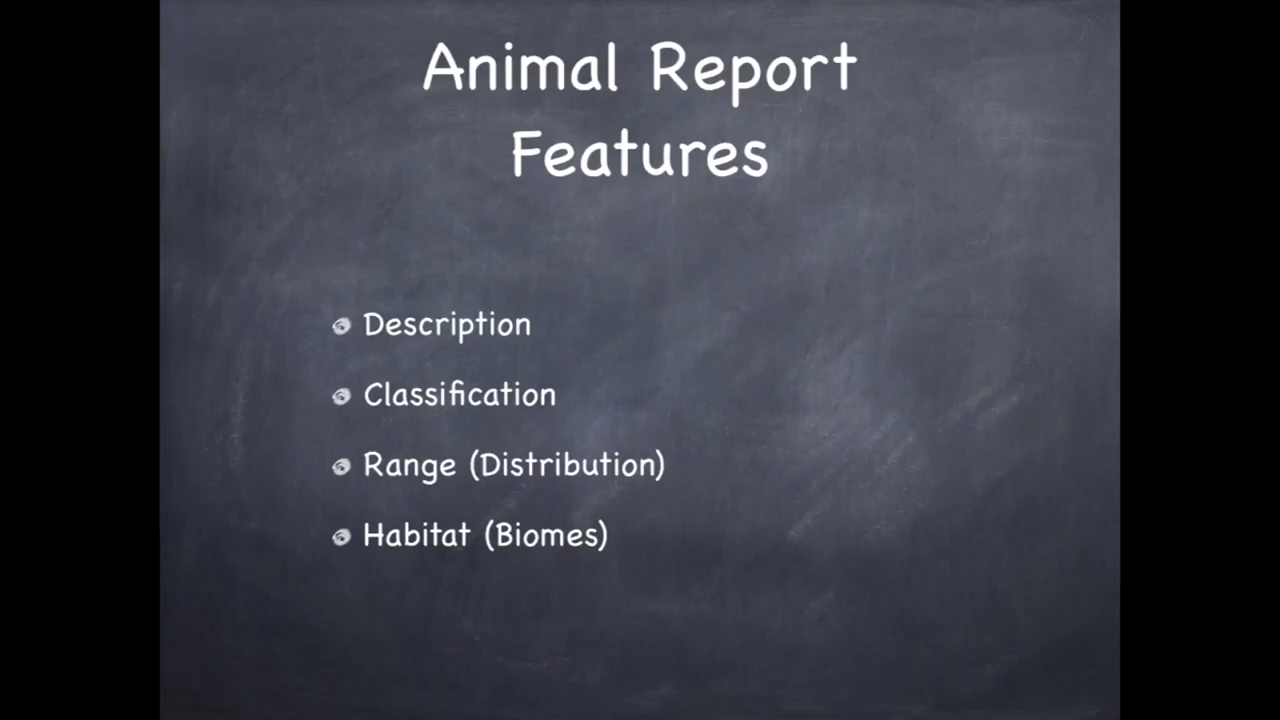 Animal Report
Features
Description
Classification
Range (Distribution)
Habitat (Biomes)